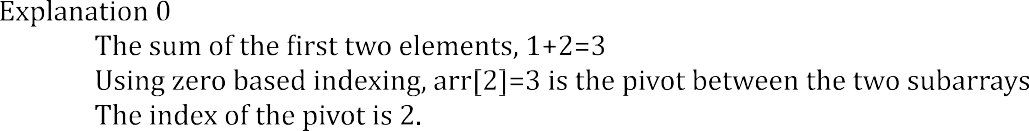 Explanation 0
The sum of the first two elements, 1+2=3
Using zero based indexing, arr[2]=3 is the pivot between the two subarrays
The index of the pivot is 2.